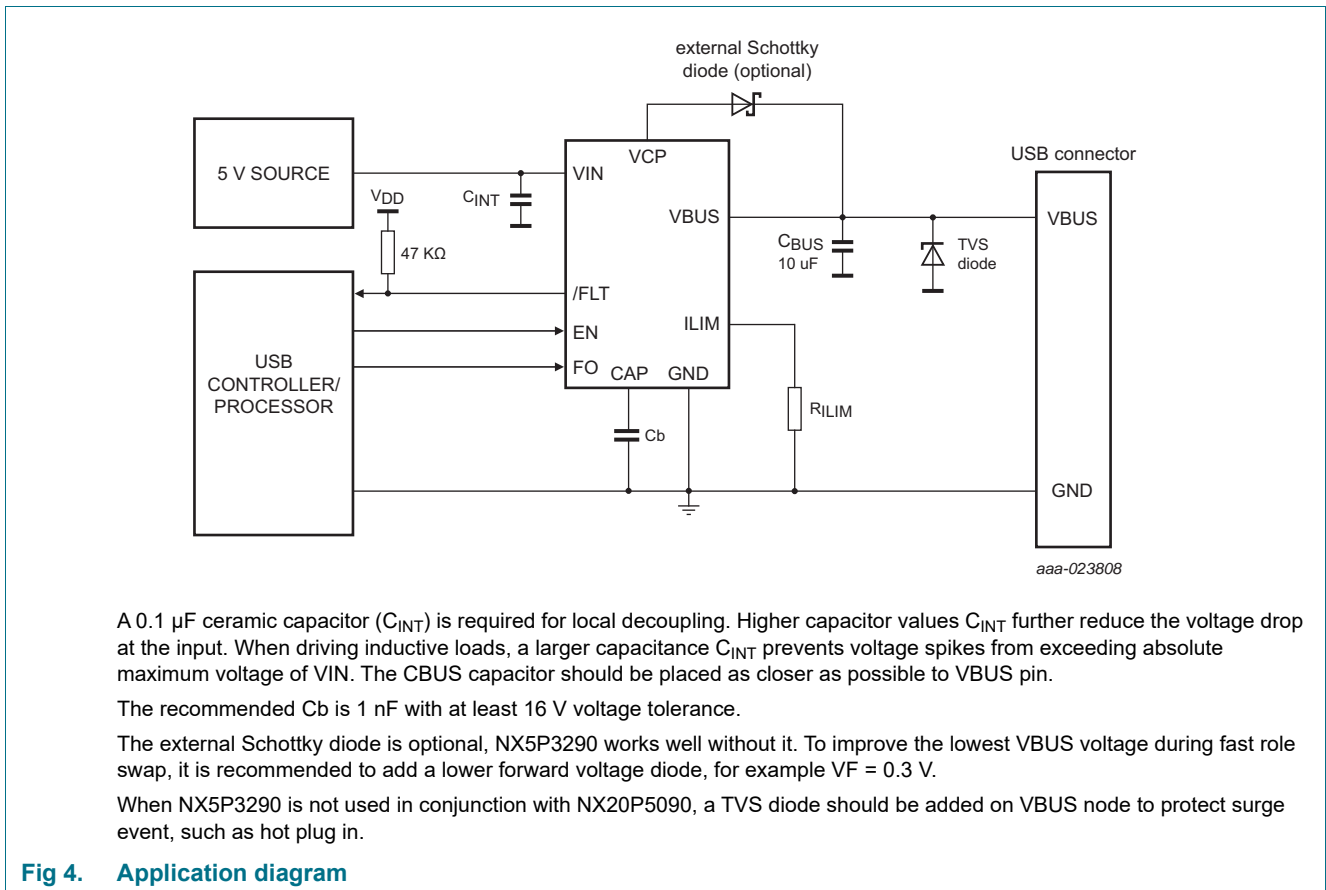 external Schottky
diode (optional)
VCP
USB connector
5 V SOURCE
VIN
VDD
CINT
VBUS
VBUS
47 KΩ
CBUS
10 uF
TVS
diode
/FLT
EN
FO
ILIM
USB
CONTROLLER/
PROCESSOR
CAP
GND
RILIM
Cb
GND
aaa-023808
A 0.1 μF ceramic capacitor (CINT) is required for local decoupling. Higher capacitor values CINT further reduce the voltage drop
at the input. When driving inductive loads, a larger capacitance CINT prevents voltage spikes from exceeding absolute
maximum voltage of VIN. The CBUS capacitor should be placed as closer as possible to VBUS pin.
The recommended Cb is 1 nF with at least 16 V voltage tolerance.
The external Schottky diode is optional, NX5P3290 works well without it. To improve the lowest VBUS voltage during fast role
swap, it is recommended to add a lower forward voltage diode, for example VF = 0.3 V.
When NX5P3290 is not used in conjunction with NX20P5090, a TVS diode should be added on VBUS node to protect surge
event, such as hot plug in.
Fig 4. Application diagram